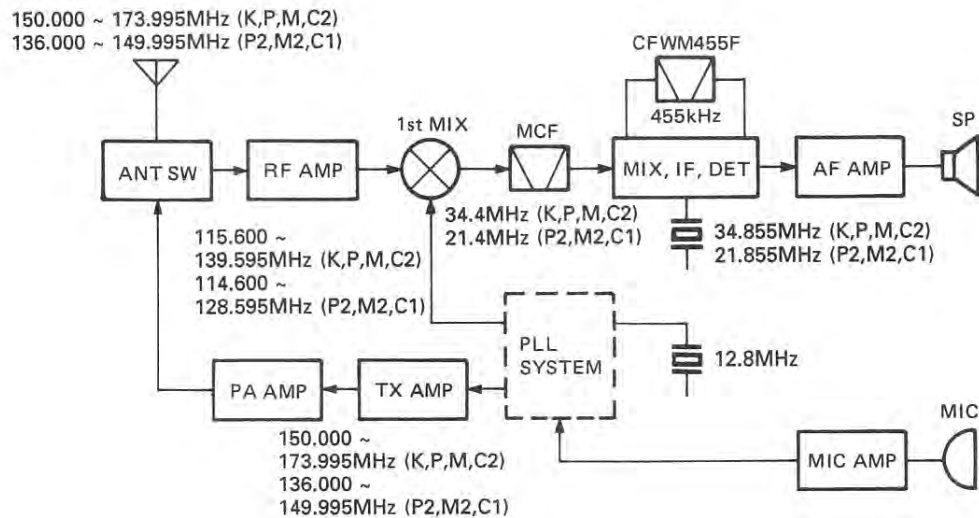 150.000 ~ 173.995MHz (K,P,M,C2)
136.000 ~ 149.995MHz (P2,M2,C1)
CFWM455F
455kHz
1st MIX
MCF
SP
ANT SW
RF AMP
MIX, IF, DET
AF AMP
34.4MHz (K,P,M,C2)
21.4MHz (P2,M2,C1)
34.855MHz (K,P,M,C2)
21.855MHz (P2,M2,C1)
115.600 ~
139.595MHz (K,P,M,C2)
114.600 ~
128.595MHz (P2,M2,C1)
PLL
SYSTEM
12.8MHz
PA AMP
TX AMP
150.000 ~
173.995MHz (K,P,M,C2)
136.000 ~
149.995MHz (P2,M2,C1)
MIC AMP
MIC